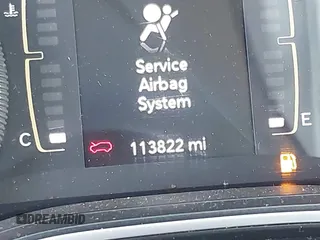 Service
Airbag
System
C
E
113822 mi
DREAMBID